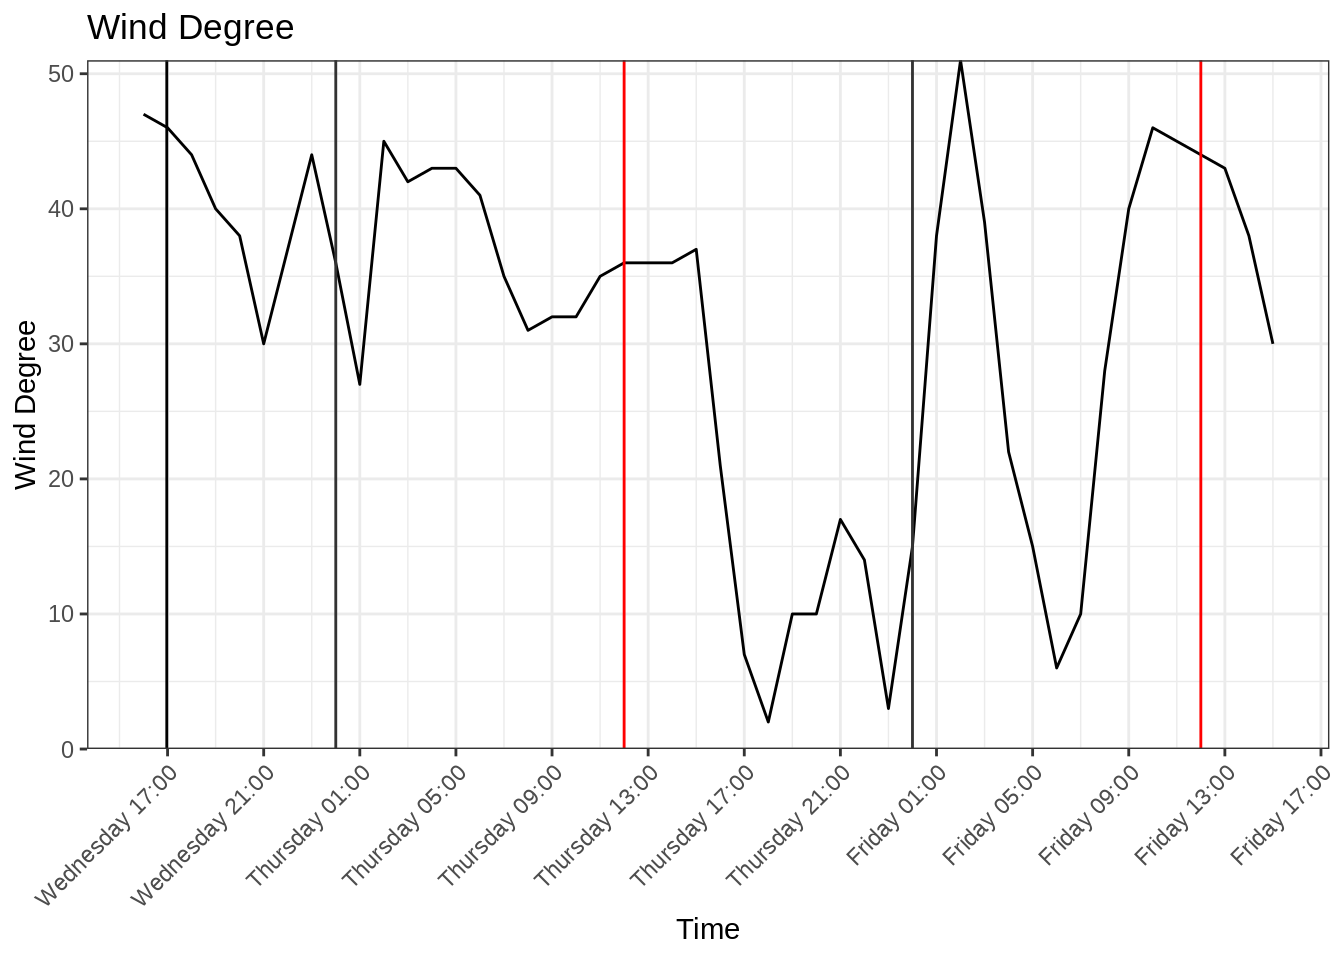 Wind Degree
Wind Degree
50
40
30
20
10
0
Wednesday 17:00
Wednesday 21:00
Thursday 01:00
Thursday 05:00
Thursday 09:00
Thursday 13:00
Thursday 17:00
Thursday 21:00
Friday 01:00
Friday 05:00
Friday 09:00
Friday 13:00
Friday 17:00
Time